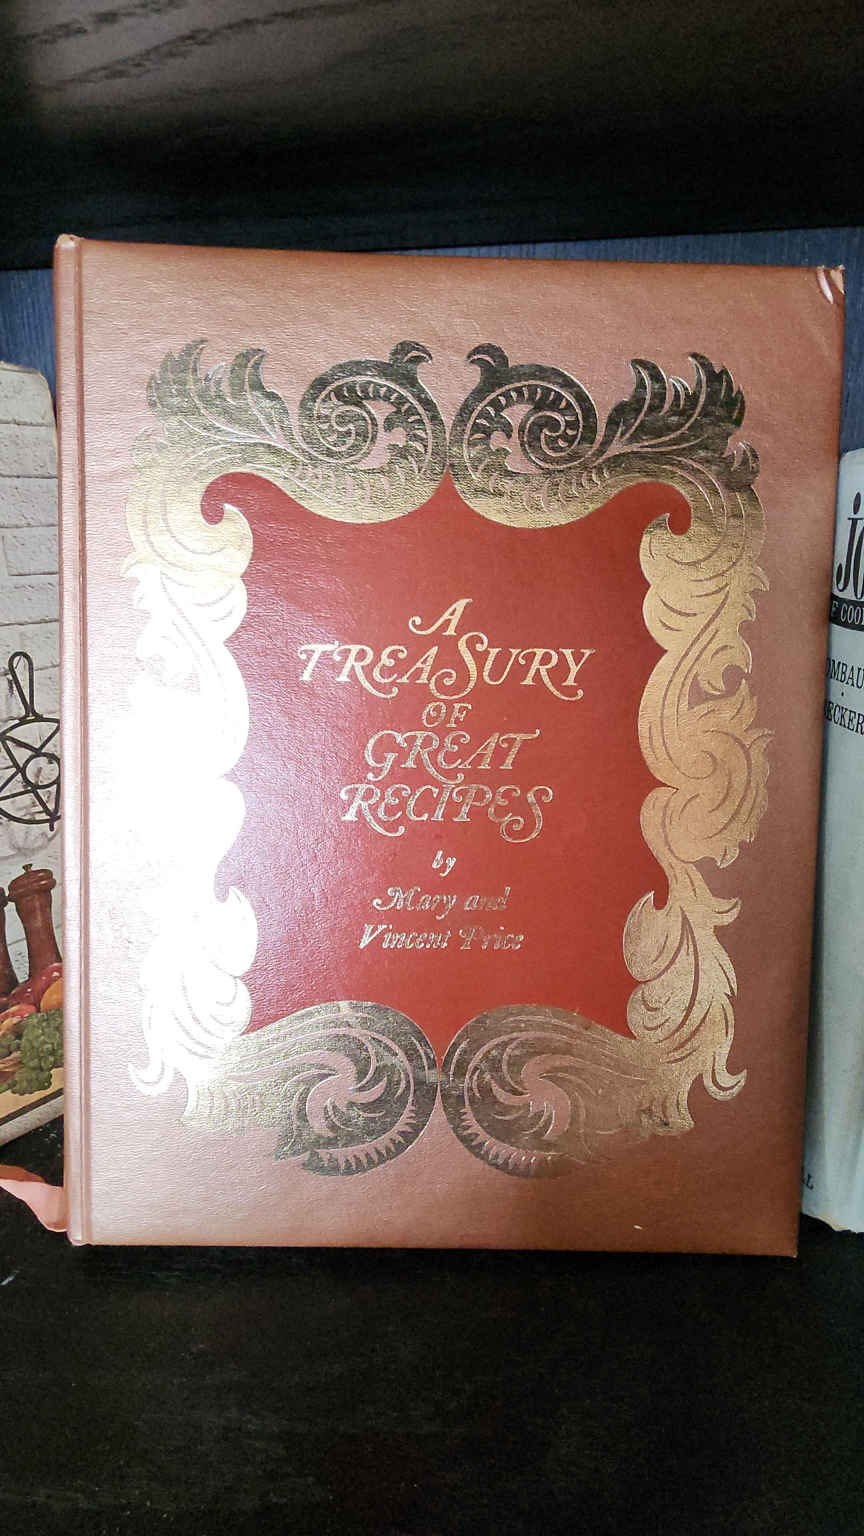 A
TREASURY
OF
GREAT
RECIPES
by
Mary and
Vincent Price